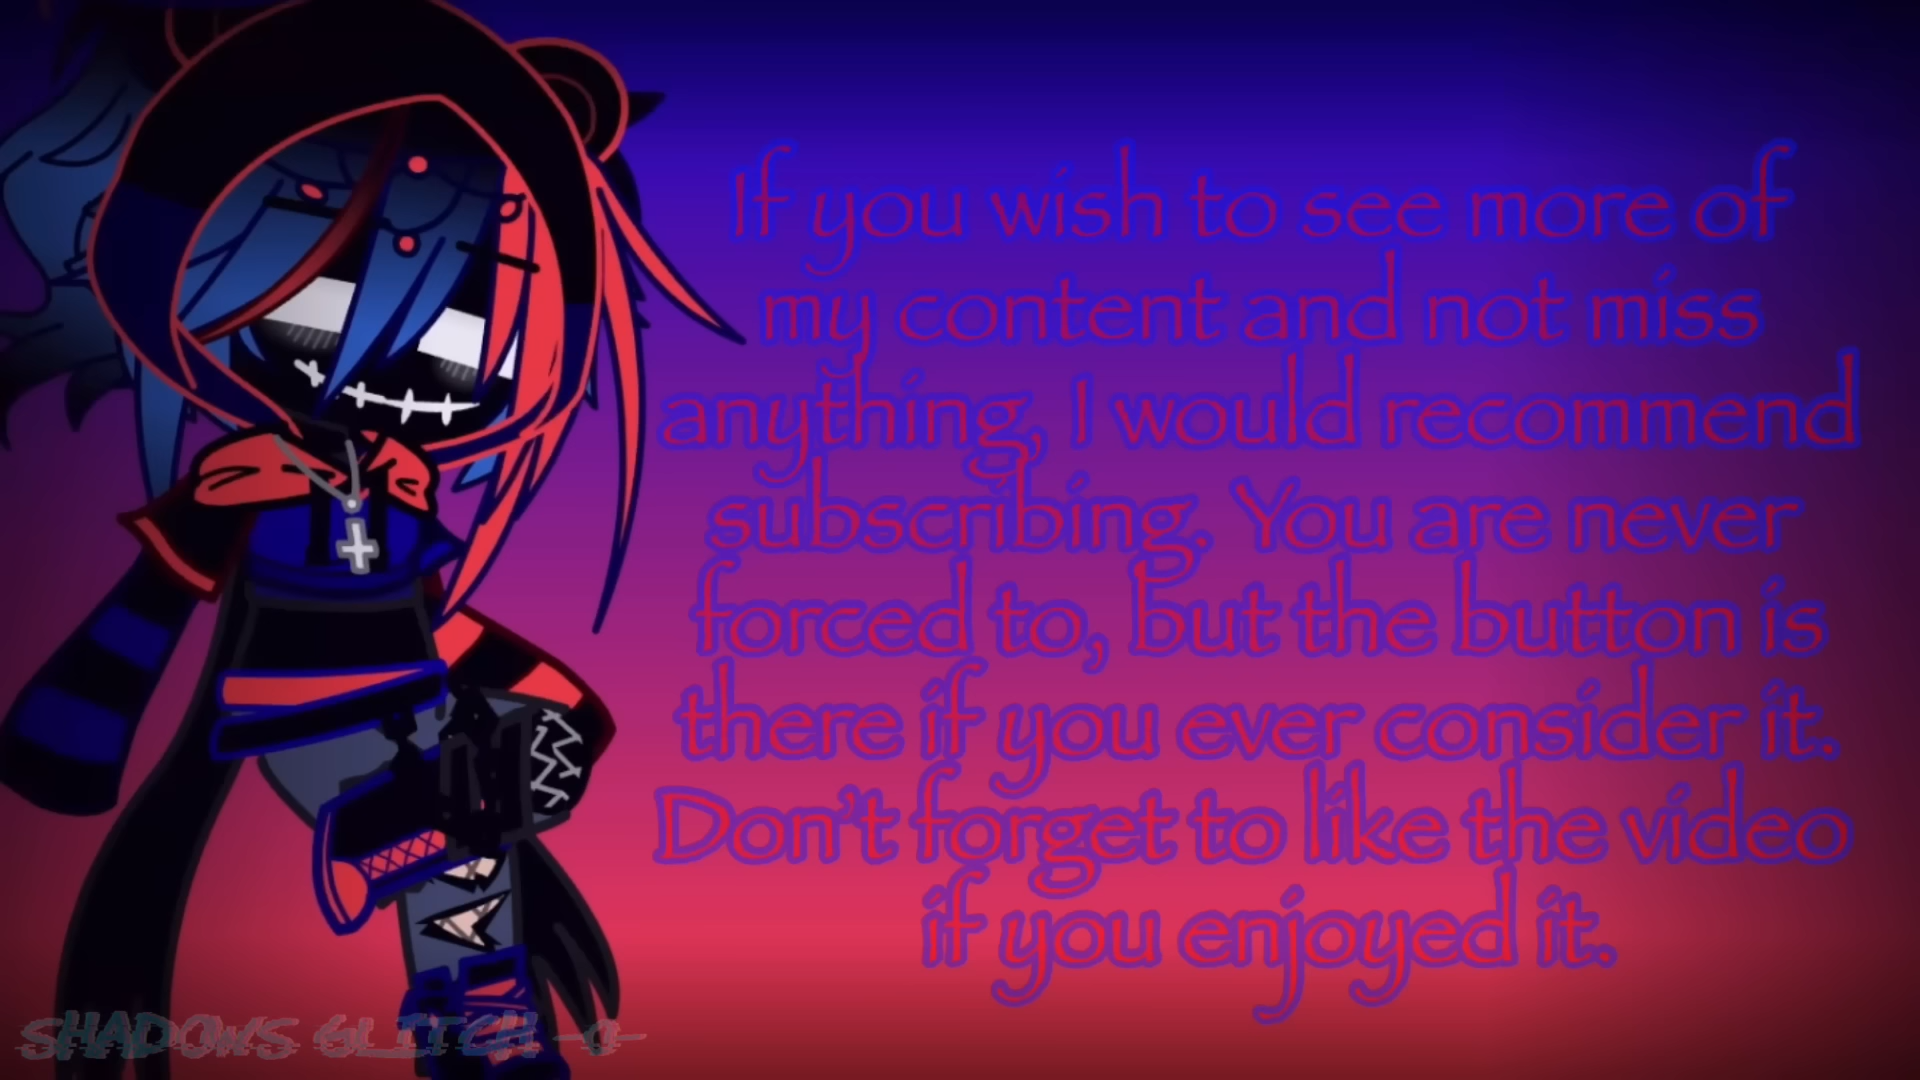 If you wish to see more of
my content and not miss
anything, I would recommend
subscribing. You are never
forced to, but the button is
there if you ever consider it.
Don't forget to like the video
if you enjoyed it.
SHADOWS GLITCH -0-